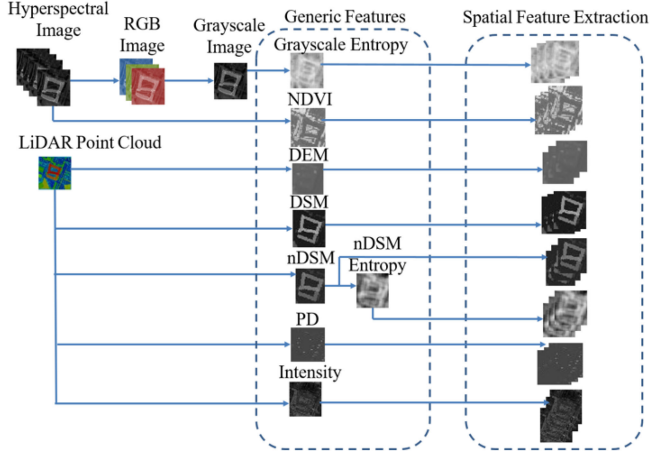 Hyperspectral
Image
RGB
Image
Grayscale
Image
Generic Features
Spatial Feature Extraction
Grayscale Entropy
NDVI
LiDAR Point Cloud
DEM
DSM
nDSM
nDSM
Entropy
PD
Intensity